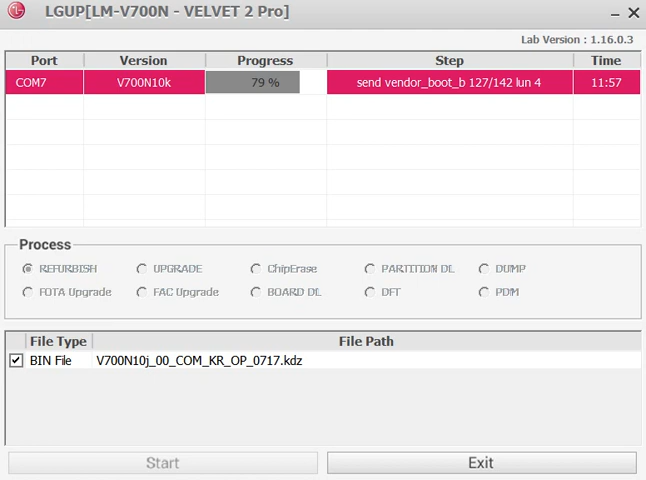 LGUP[LM-V700N - VELVET 2 Pro]
Lab Version : 1.16.0.3
Port Version Progress Step Time
COM7 V700N10k 79 % send vendor_boot_b 127/142 lun 4 11:57
Process
REFURBISH UPGRADE ChipErase PARTITION DL DUMP
FOTA Upgrade FAC Upgrade BOARD DL DFT PDM
File Type File Path
BIN File V700N10j_00_COM_KR_OP_0717.kdz
Start Exit